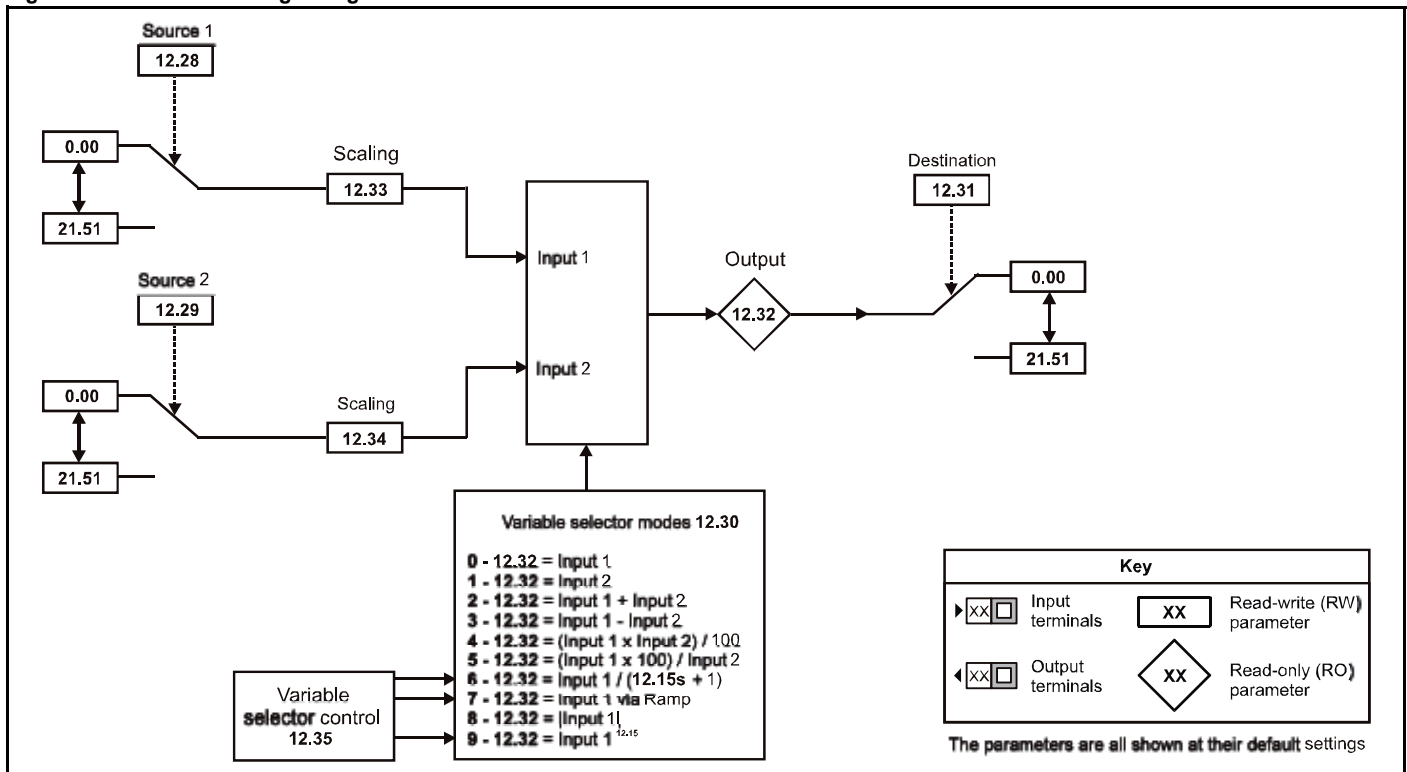 Source 1
12.28
0.00
21.51
Scaling
12.33
Source 2
12.29
0.00
21.51
Scaling
12.34
Input 1
Input 2
Output
12.32
Destination
12.31
0.00
21.51
Variable selector modes 12.30
0 - 12.32 = Input 1
1 - 12.32 = Input 2
2 - 12.32 = Input 1 + Input 2
3 - 12.32 = Input 1 - Input 2
4 - 12.32 = (Input 1 x Input 2) / 100
5 - 12.32 = (Input 1 x 100) / Input 2
6 - 12.32 = Input 1 / (12.15s + 1)
7 - 12.32 = Input 1 via Ramp
8 - 12.32 = |Input 1|
9 - 12.32 = Input 1 12.15
Variable
selector control
12.35
Key
XX
Input
terminals
XX
Read-write (RW)
parameter
XX
Output
terminals
XX
Read-only (RO)
parameter
The parameters are all shown at their default settings